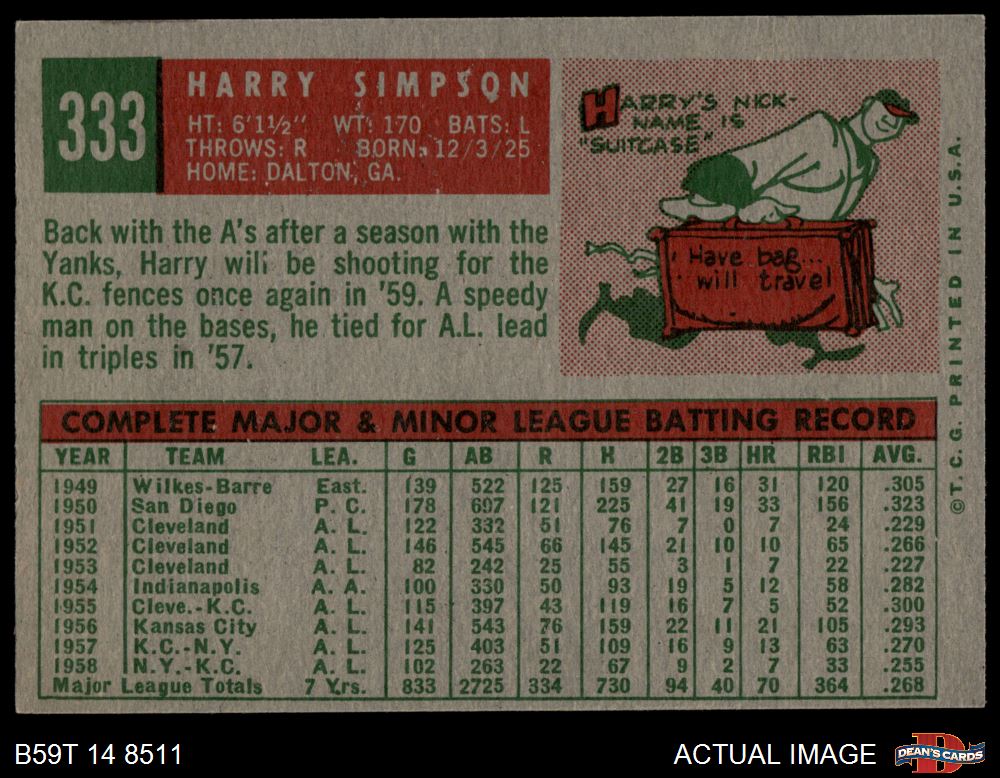 333
HARRY SIMPSON
HT: 6'1½" WT: 170 BATS: L
THROWS: R BORN: 12/3/25
HOME: DALTON, GA.
HARRY'S NICK-
NAME IS
"SUITCASE"
Have bag...
will travel
Back with the A's after a season with the
Yanks, Harry will be shooting for the
K.C. fences once again in '59. A speedy
man on the bases, he tied for A.L. lead
in triples in '57.
COMPLETE MAJOR & MINOR LEAGUE BATTING RECORD
YEAR TEAM LEA. G AB R H 2B 3B HR RBI AVG.
1949 Wilkes-Barre East. 139 522 125 159 27 16 31 120 .305
1950 San Diego P. C. 178 697 121 225 41 19 33 156 .323
1951 Cleveland A. L. 122 332 51 76 7 0 7 24 .229
1952 Cleveland A. L. 146 545 66 145 21 10 10 65 .266
1953 Cleveland A. L. 82 242 25 55 3 1 7 22 .227
1954 Indianapolis A. A. 100 330 50 93 19 5 12 58 .282
1955 Cleve.-K.C. A. L. 115 397 43 119 16 7 5 52 .300
1956 Kansas City A. L. 141 543 76 159 22 11 21 105 .293
1957 K.C.-N.Y. A. L. 125 403 51 109 16 9 13 63 .270
1958 N.Y.-K.C. A. L. 102 263 22 67 9 2 7 33 .255
Major League Totals 7 Yrs. 833 2725 334 730 94 40 70 364 .268
© T. C. G. PRINTED IN U.S.A.
B59T 14 8511
ACTUAL IMAGE
DEAN'S CARDS